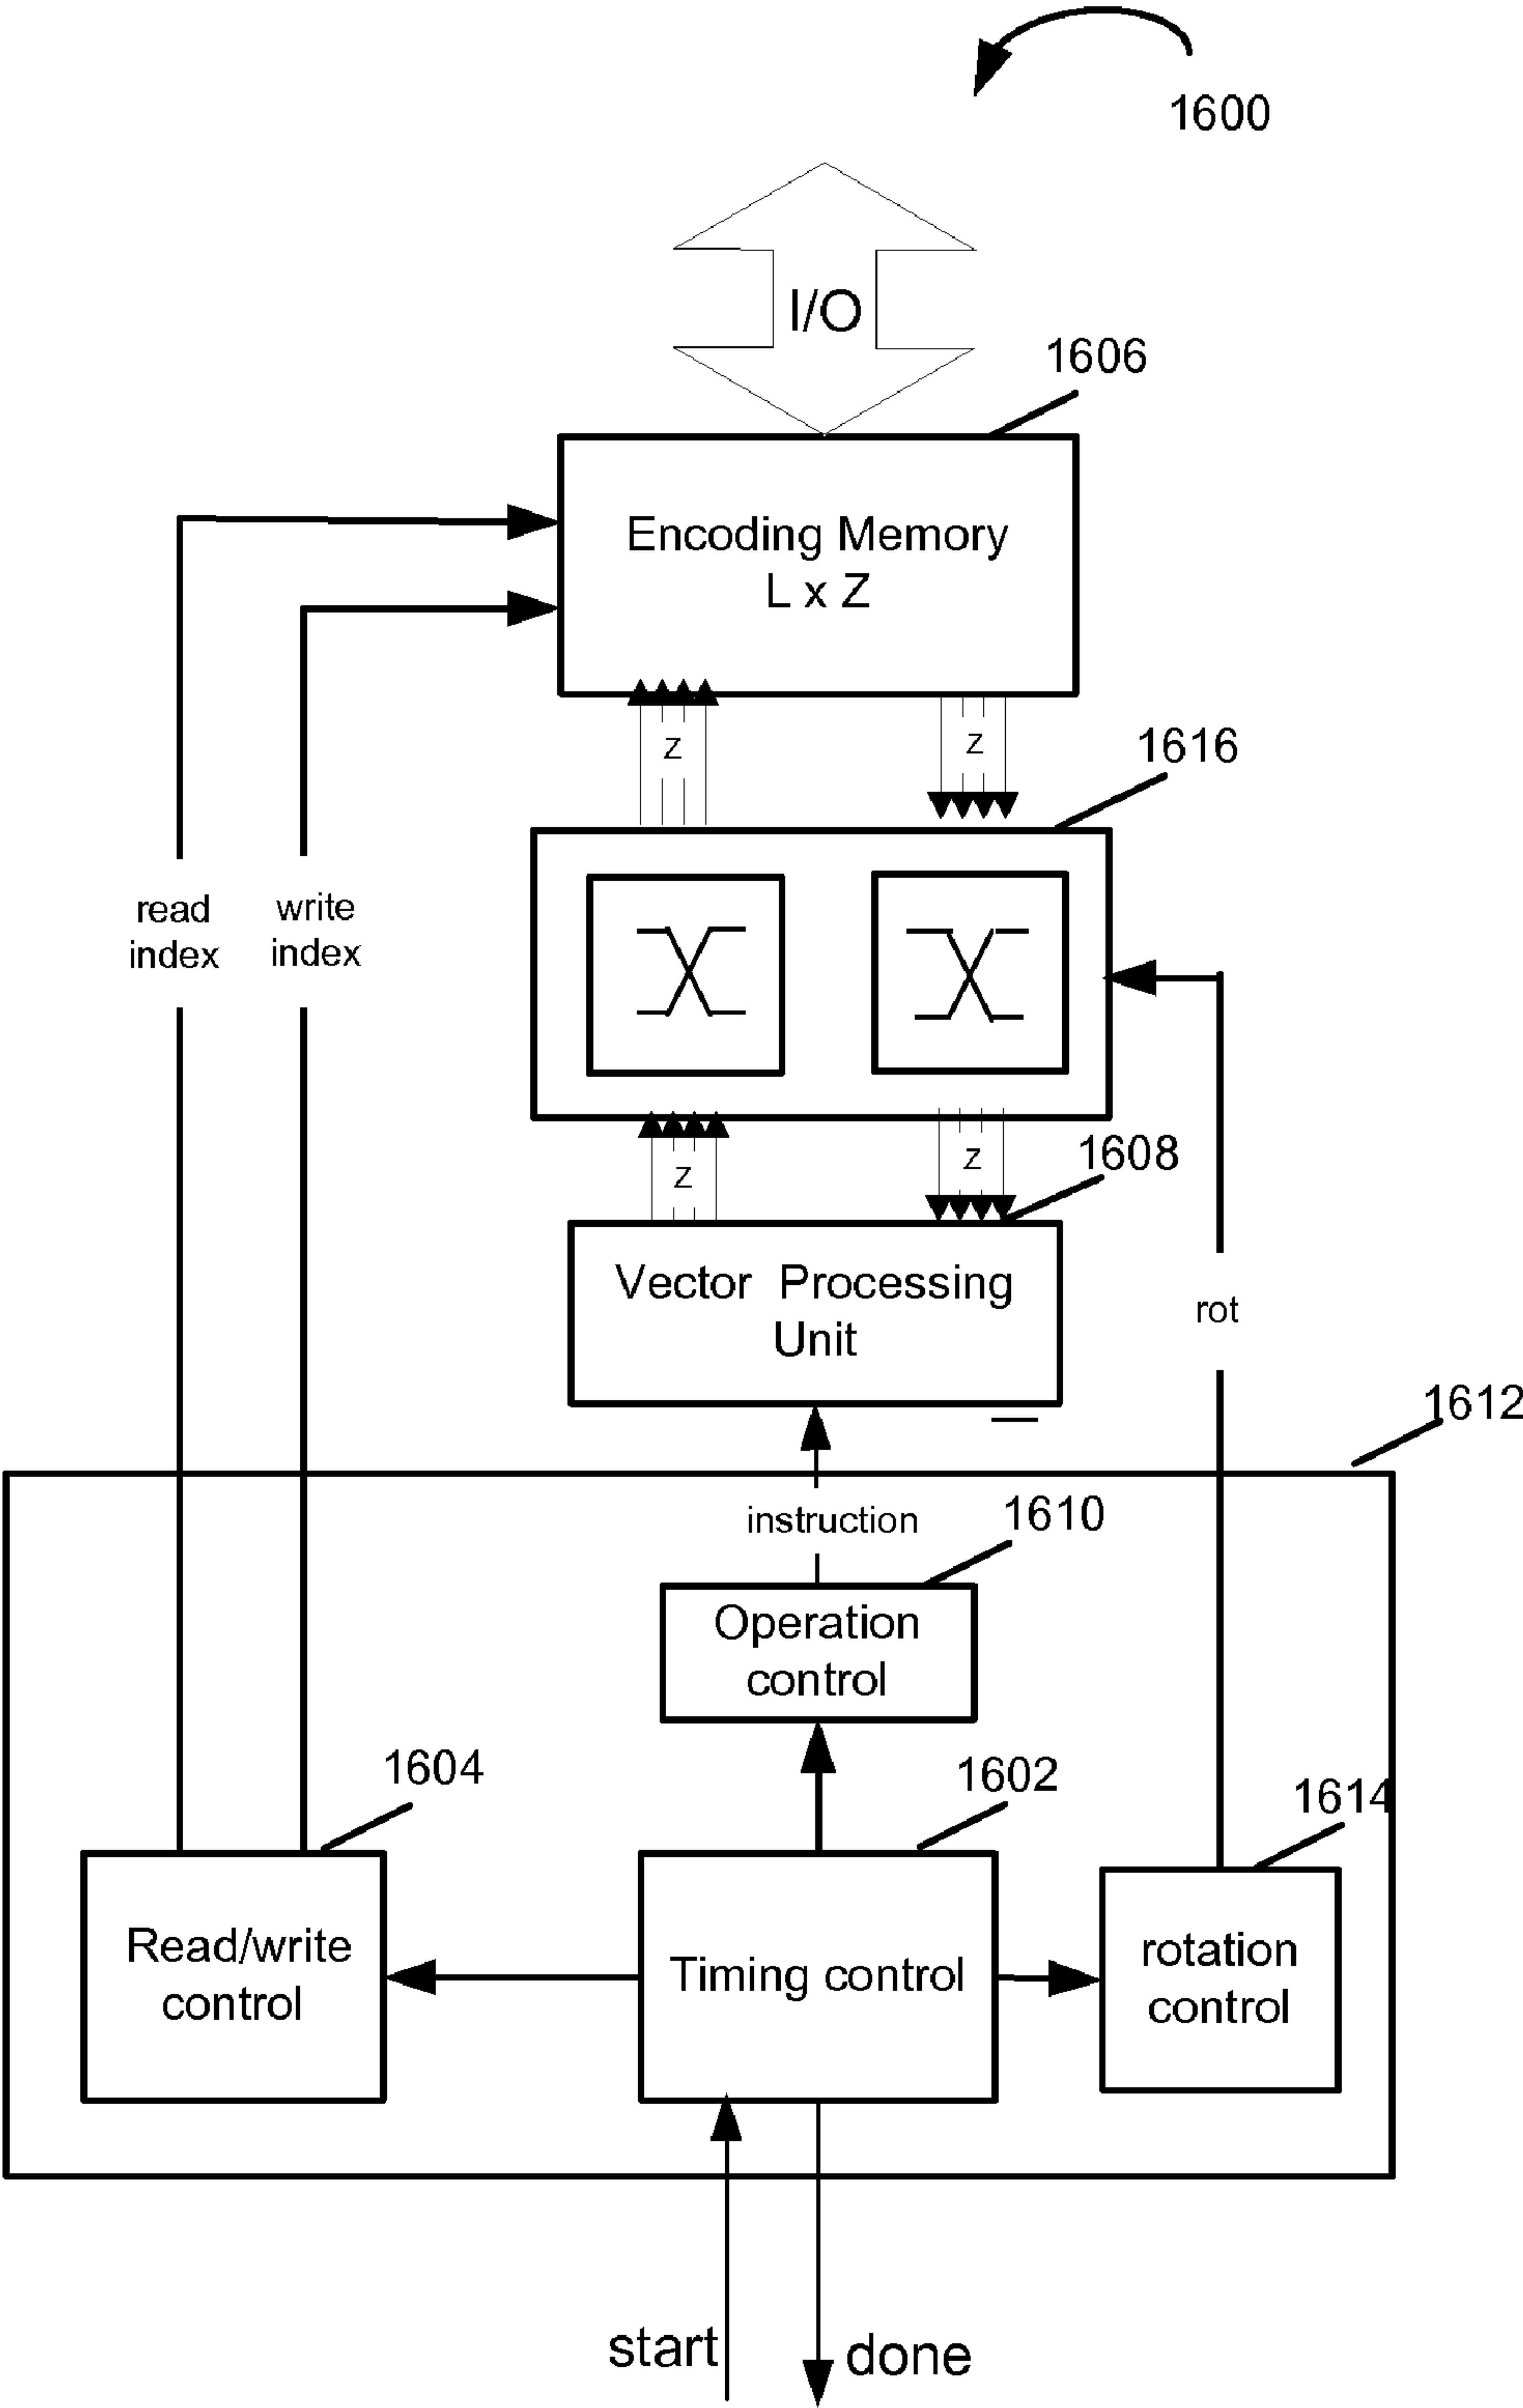 1600
I/O
1606
Encoding Memory
L x Z
Z
Z
1616
read
index
write
index
Z
Z
1608
Vector Processing
Unit
rot
1612
instruction
1610
Operation
control
1604
1602
1614
Read/write
control
Timing control
rotation
control
start
done